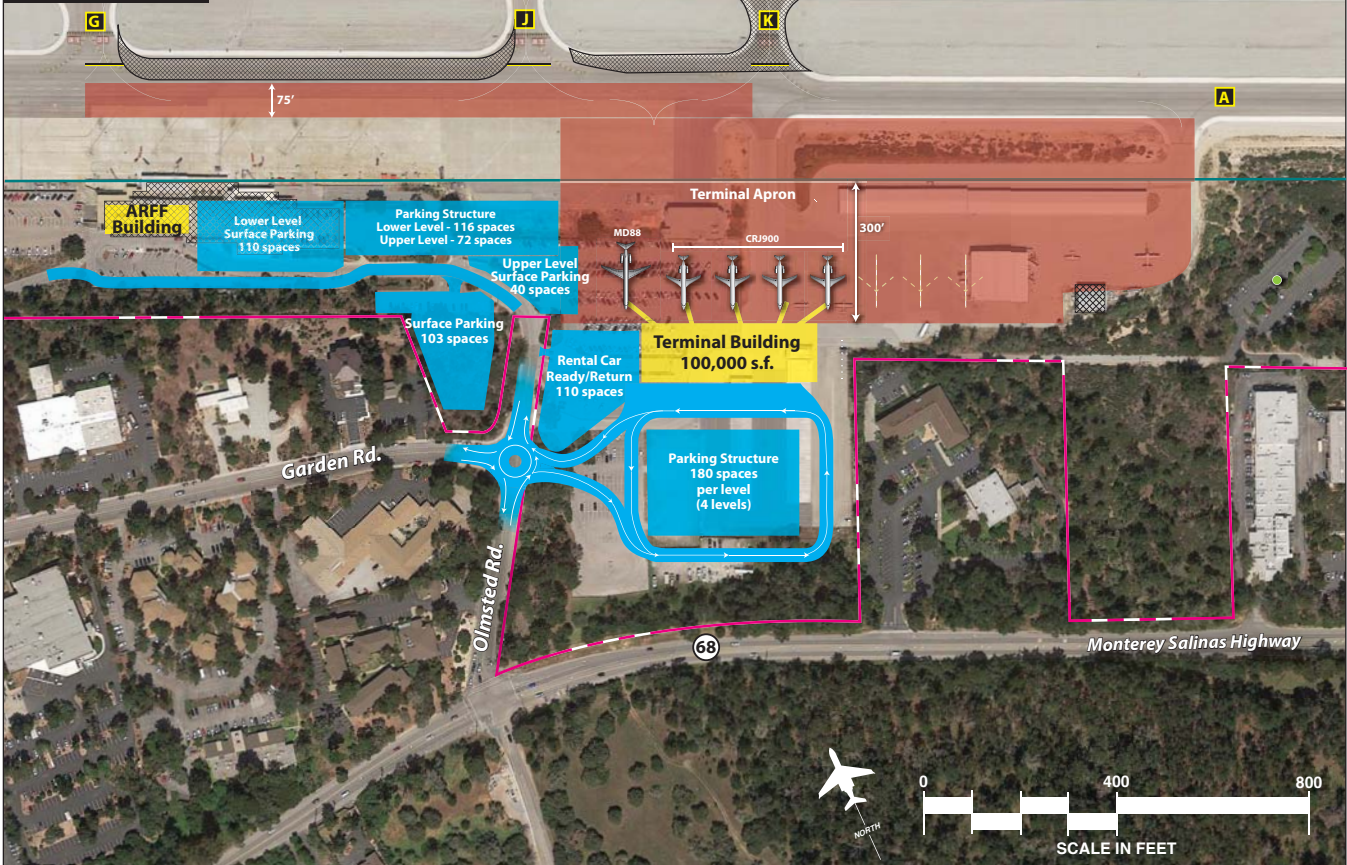 G
J
K
A
75'
Terminal Apron
300'
MD88
CRJ900
ARFF
Building
Lower Level
Surface Parking
110 spaces
Parking Structure
Lower Level - 116 spaces
Upper Level - 72 spaces
Upper Level
Surface Parking
40 spaces
Surface Parking
103 spaces
Rental Car
Ready/Return
110 spaces
Terminal Building
100,000 s.f.
Parking Structure
180 spaces
per level
(4 levels)
Garden Rd.
Olmsted Rd.
68
Monterey Salinas Highway
NORTH
0 400 800
SCALE IN FEET